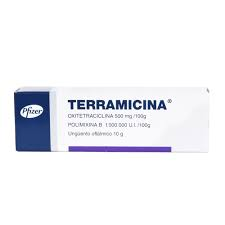 Pfizer
TERRAMICINA®
OXITETRACICLINA 500 mg /100g
POLIMIXINA B. 1'000.000 U.I. /100g
Ungüento oftálmico 10 g